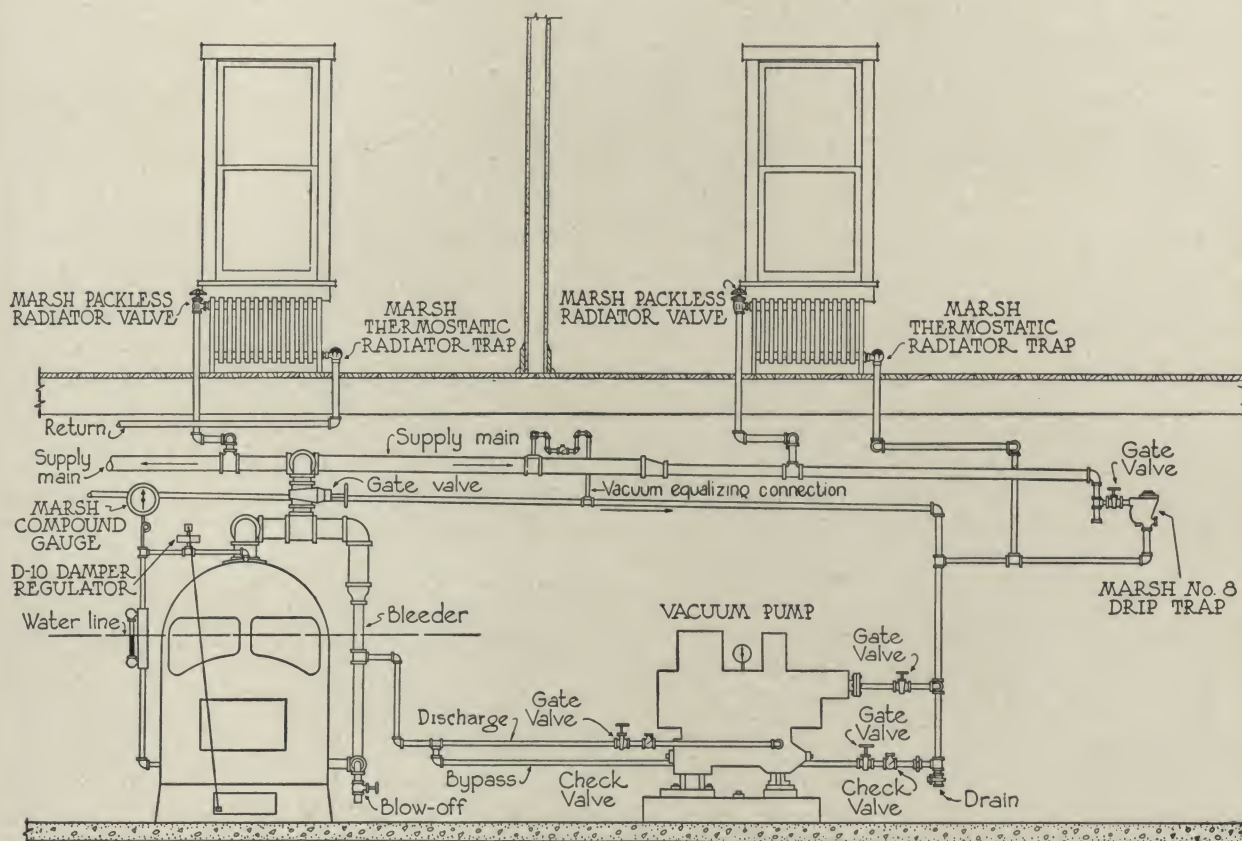 MARSH PACKLESS
RADIATOR VALVE
MARSH
THERMOSTATIC
RADIATOR TRAP
MARSH PACKLESS
RADIATOR VALVE
MARSH
THERMOSTATIC
RADIATOR TRAP
Return
Supply main
Supply
main
Gate
Valve
Gate valve
Vacuum equalizing connection
MARSH
COMPOUND
GAUGE
D-10 DAMPER
REGULATOR
MARSH No. 8
DRIP TRAP
Water line
Bleeder
VACUUM PUMP
Gate
Valve
Discharge
Gate
Valve
Gate
Valve
Bypass
Check
Valve
Check
Valve
Blow-off
Drain